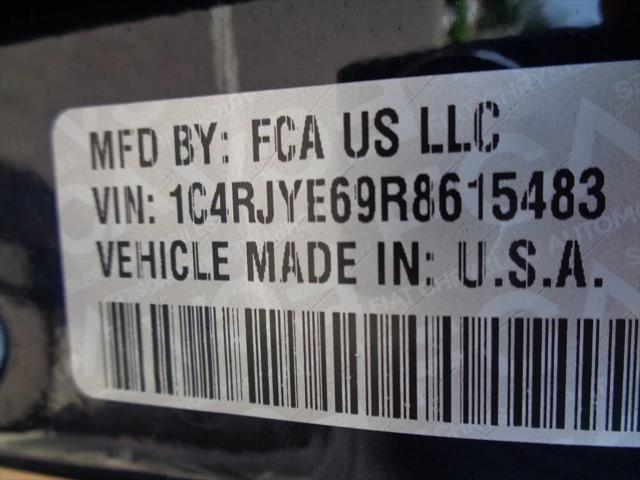 MFD BY: FCA US LLC
VIN: 1C4RJYE69R8615483
VEHICLE MADE IN: U.S.A.